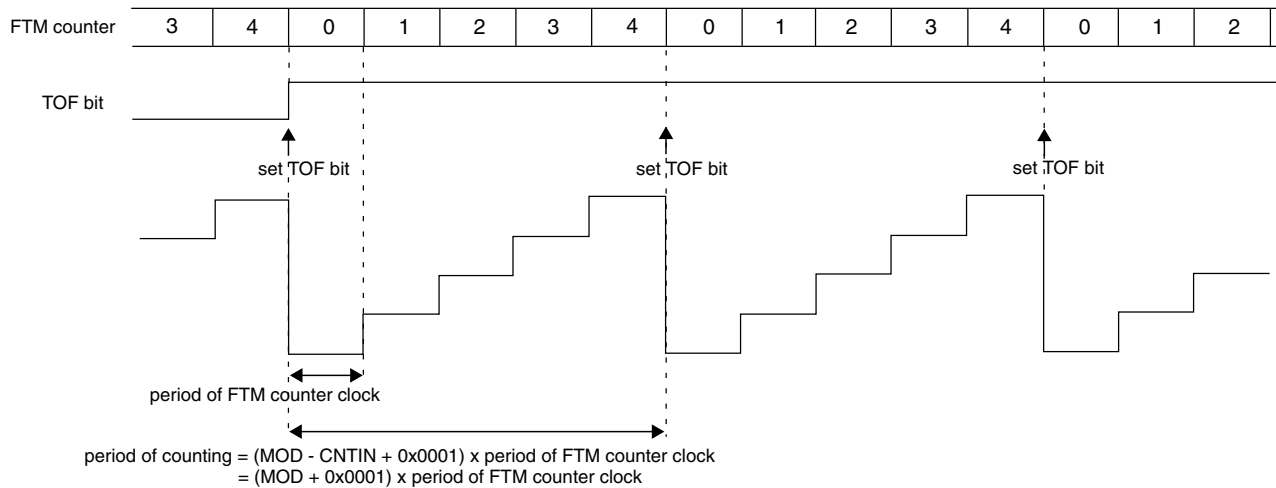 FTM counter 3 4 0 1 2 3 4 0 1 2 3 4 0 1 2
TOF bit
set TOF bit set TOF bit set TOF bit
period of FTM counter clock
period of counting = (MOD - CNTIN + 0x0001) x period of FTM counter clock
= (MOD + 0x0001) x period of FTM counter clock